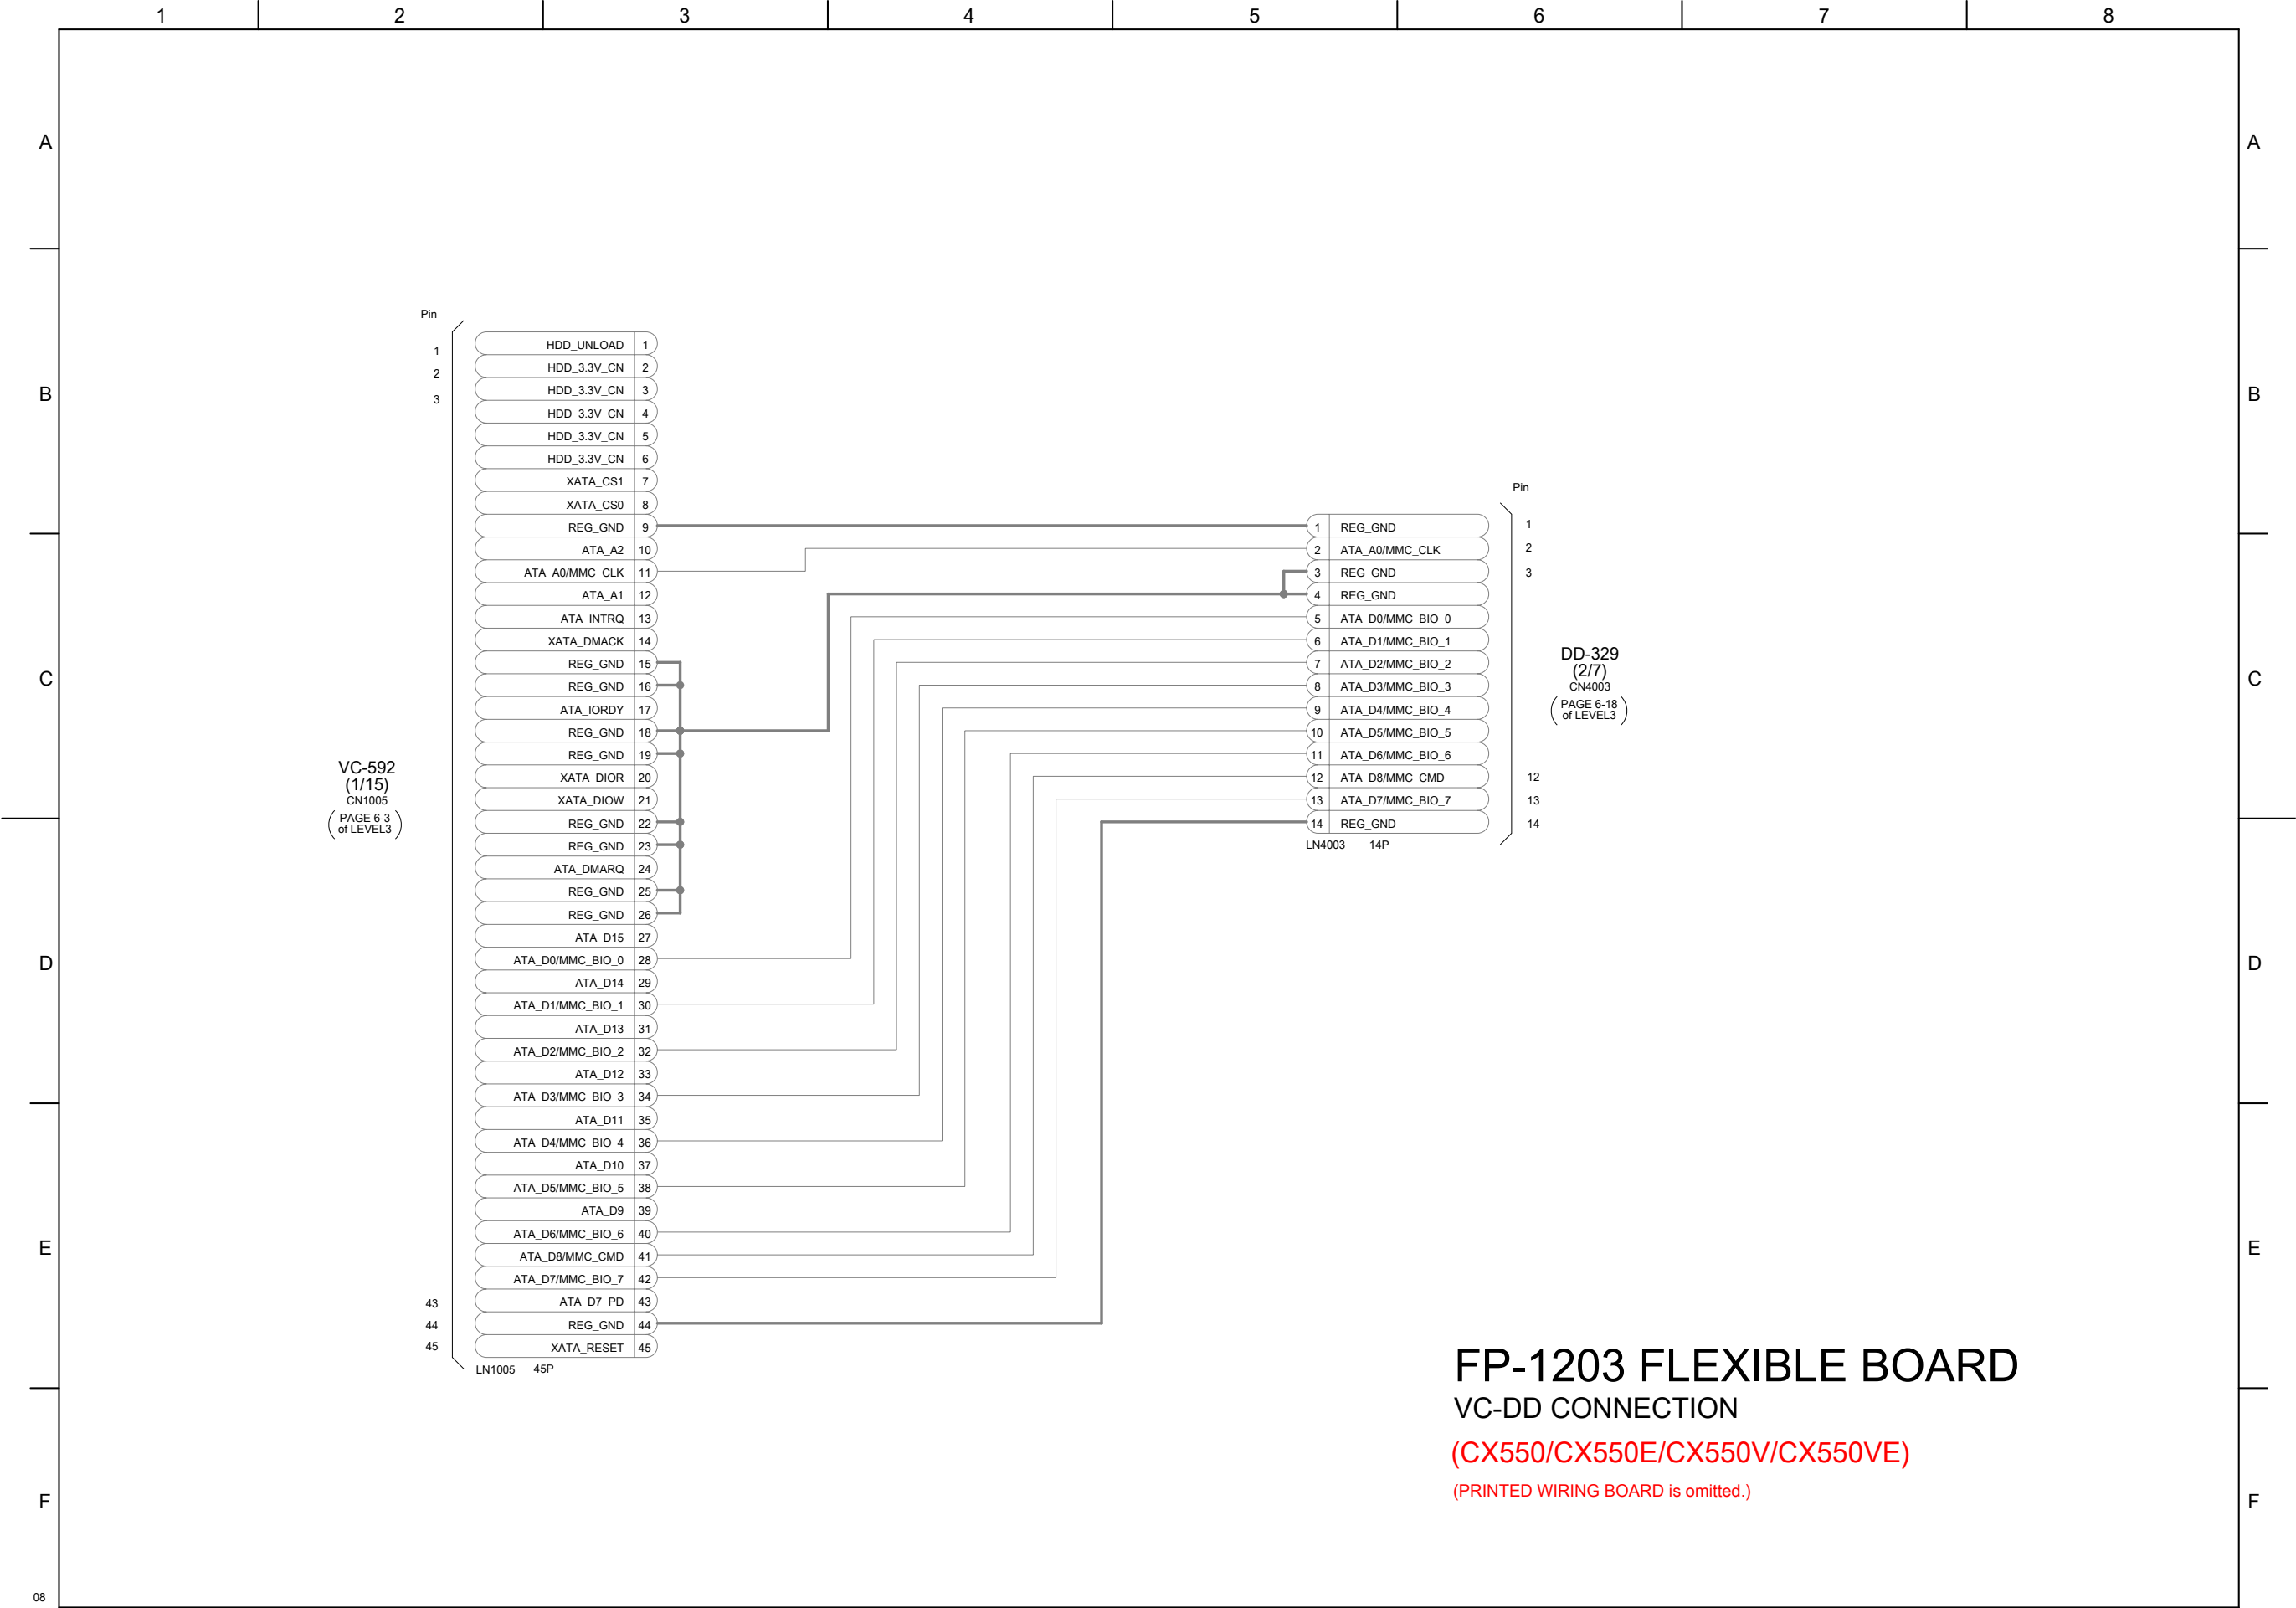 1 2 3 4 5 6 7 8
A A
B B
C C
D D
E E
F F
Pin
1
2
3
43
44
45
VC-592
(1/15)
CN1005
( PAGE 6-3
of LEVEL3 )
HDD_UNLOAD 1
HDD_3.3V_CN 2
HDD_3.3V_CN 3
HDD_3.3V_CN 4
HDD_3.3V_CN 5
HDD_3.3V_CN 6
XATA_CS1 7
XATA_CS0 8
REG_GND 9
ATA_A2 10
ATA_A0/MMC_CLK 11
ATA_A1 12
ATA_INTRQ 13
XATA_DMACK 14
REG_GND 15
REG_GND 16
ATA_IORDY 17
REG_GND 18
REG_GND 19
XATA_DIOR 20
XATA_DIOW 21
REG_GND 22
REG_GND 23
ATA_DMARQ 24
REG_GND 25
REG_GND 26
ATA_D15 27
ATA_D0/MMC_BIO_0 28
ATA_D14 29
ATA_D1/MMC_BIO_1 30
ATA_D13 31
ATA_D2/MMC_BIO_2 32
ATA_D12 33
ATA_D3/MMC_BIO_3 34
ATA_D11 35
ATA_D4/MMC_BIO_4 36
ATA_D10 37
ATA_D5/MMC_BIO_5 38
ATA_D9 39
ATA_D6/MMC_BIO_6 40
ATA_D8/MMC_CMD 41
ATA_D7/MMC_BIO_7 42
ATA_D7_PD 43
REG_GND 44
XATA_RESET 45
LN1005 45P
Pin
1 REG_GND 1
2 ATA_A0/MMC_CLK 2
3 REG_GND 3
4 REG_GND
5 ATA_D0/MMC_BIO_0
6 ATA_D1/MMC_BIO_1
7 ATA_D2/MMC_BIO_2
8 ATA_D3/MMC_BIO_3
9 ATA_D4/MMC_BIO_4
10 ATA_D5/MMC_BIO_5
11 ATA_D6/MMC_BIO_6
12 ATA_D8/MMC_CMD 12
13 ATA_D7/MMC_BIO_7 13
14 REG_GND 14
LN4003 14P
DD-329
(2/7)
CN4003
( PAGE 6-18
of LEVEL3 )
FP-1203 FLEXIBLE BOARD
VC-DD CONNECTION
(CX550/CX550E/CX550V/CX550VE)
(PRINTED WIRING BOARD is omitted.)
08